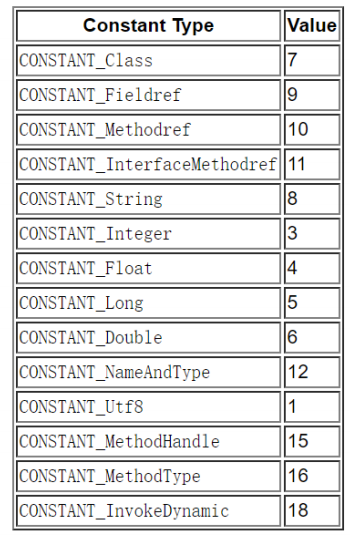 Constant Type Value
CONSTANT_Class 7
CONSTANT_Fieldref 9
CONSTANT_Methodref 10
CONSTANT_InterfaceMethodref 11
CONSTANT_String 8
CONSTANT_Integer 3
CONSTANT_Float 4
CONSTANT_Long 5
CONSTANT_Double 6
CONSTANT_NameAndType 12
CONSTANT_Utf8 1
CONSTANT_MethodHandle 15
CONSTANT_MethodType 16
CONSTANT_InvokeDynamic 18